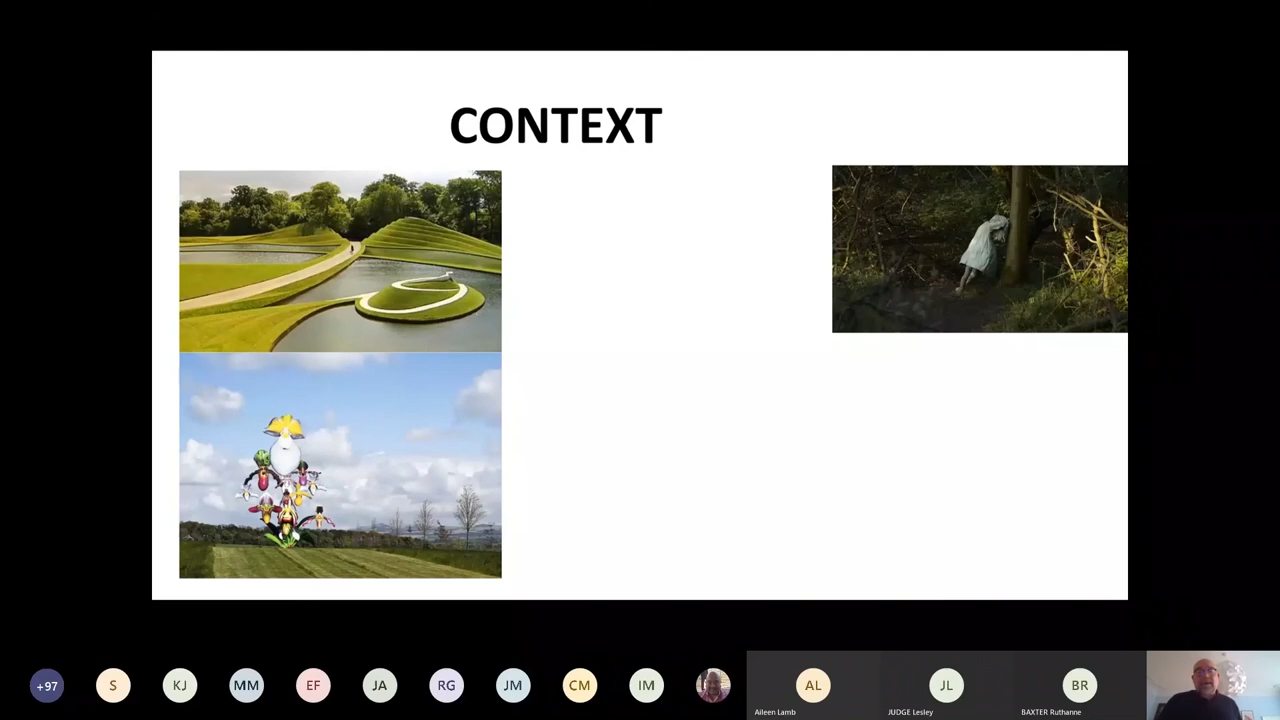 CONTEXT
+97
S
KJ
MM
EF
JA
RG
JM
CM
IM
AL
JL
BR
Aileen Lamb
JUDGE Lesley
BAXTER Ruthanne